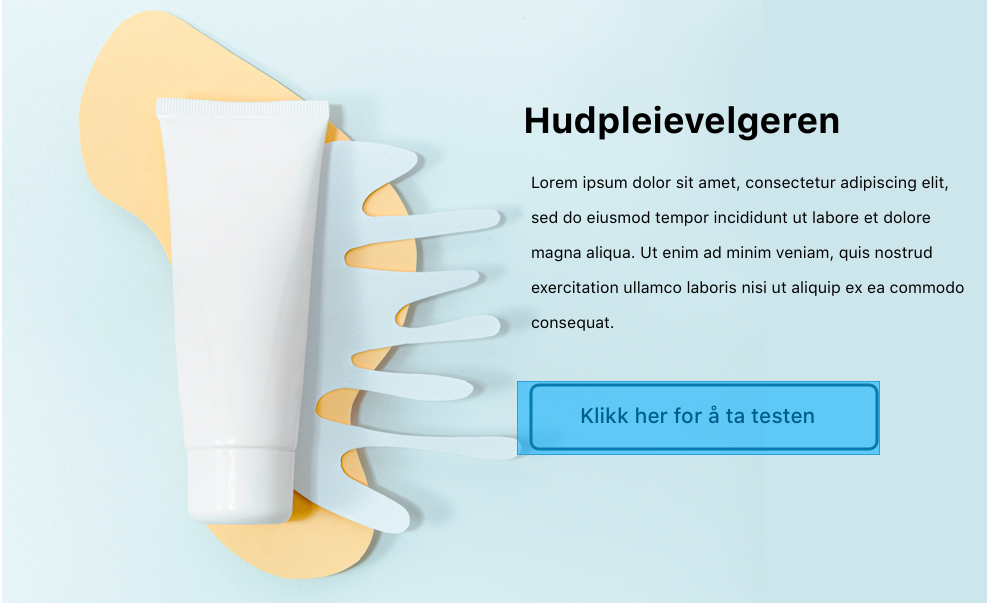 Hudpleievelgeren
Lorem ipsum dolor sit amet, consectetur adipiscing elit,
sed do eiusmod tempor incididunt ut labore et dolore
magna aliqua. Ut enim ad minim veniam, quis nostrud
exercitation ullamco laboris nisi ut aliquip ex ea commodo
consequat.
Klikk her for å ta testen